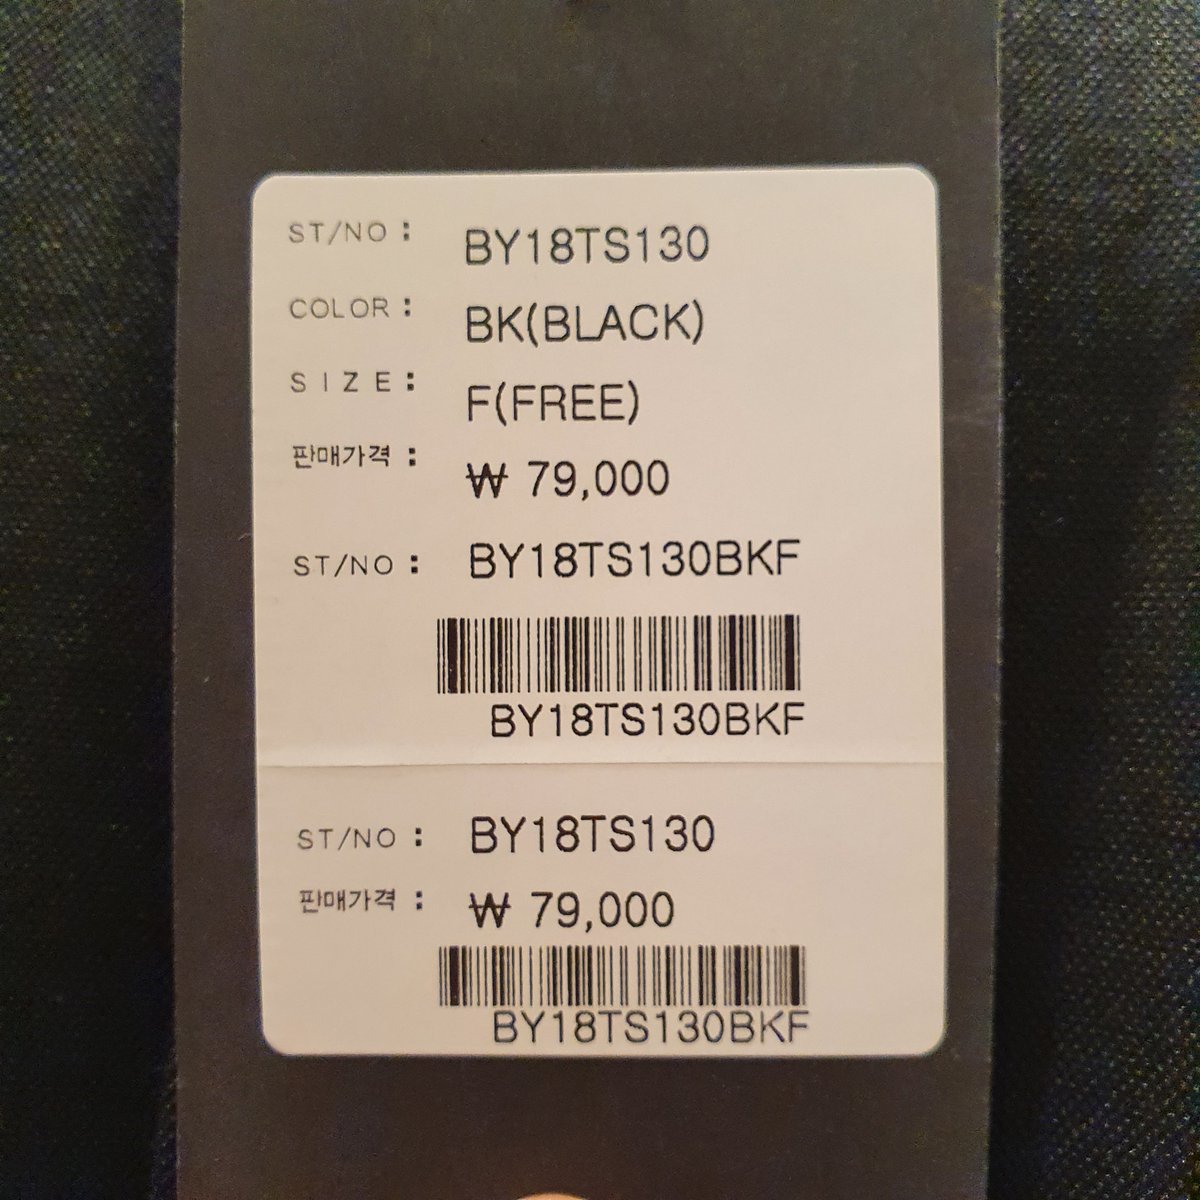 ST/NO : BY18TS130
COLOR : BK(BLACK)
SIZE : F(FREE)
판매가격 : ₩ 79,000
ST/NO : BY18TS130BKF
BY18TS130BKF
ST/NO : BY18TS130
판매가격 : ₩ 79,000
BY18TS130BKF